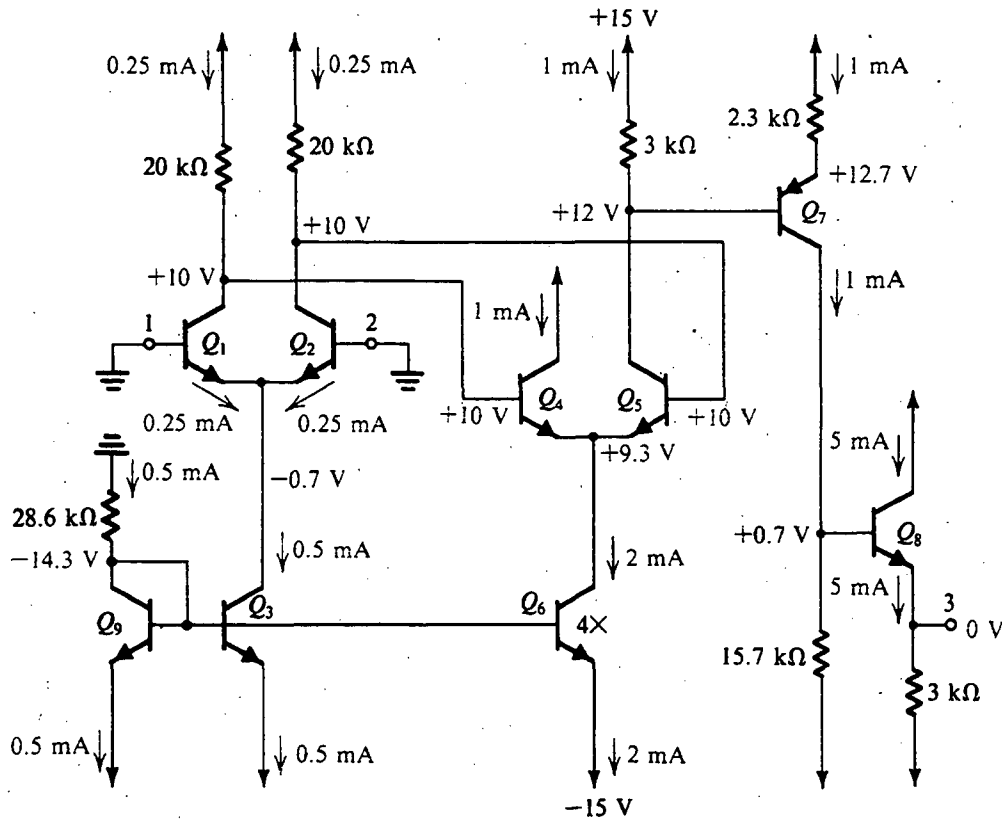 +15 V
0.25 mA
0.25 mA
1 mA
1 mA
2.3 kΩ
20 kΩ
20 kΩ
3 kΩ
+12.7 V
Q7
+12 V
+10 V
+10 V
1 mA
1 mA
1
2
Q1
Q2
Q4
Q5
+10 V
+10 V
0.25 mA
0.25 mA
+9.3 V
0.5 mA
−0.7 V
5 mA
28.6 kΩ
+0.7 V
Q8
−14.3 V
0.5 mA
2 mA
5 mA
3
0 V
Q9
Q3
Q6
4×
15.7 kΩ
3 kΩ
0.5 mA
0.5 mA
2 mA
−15 V